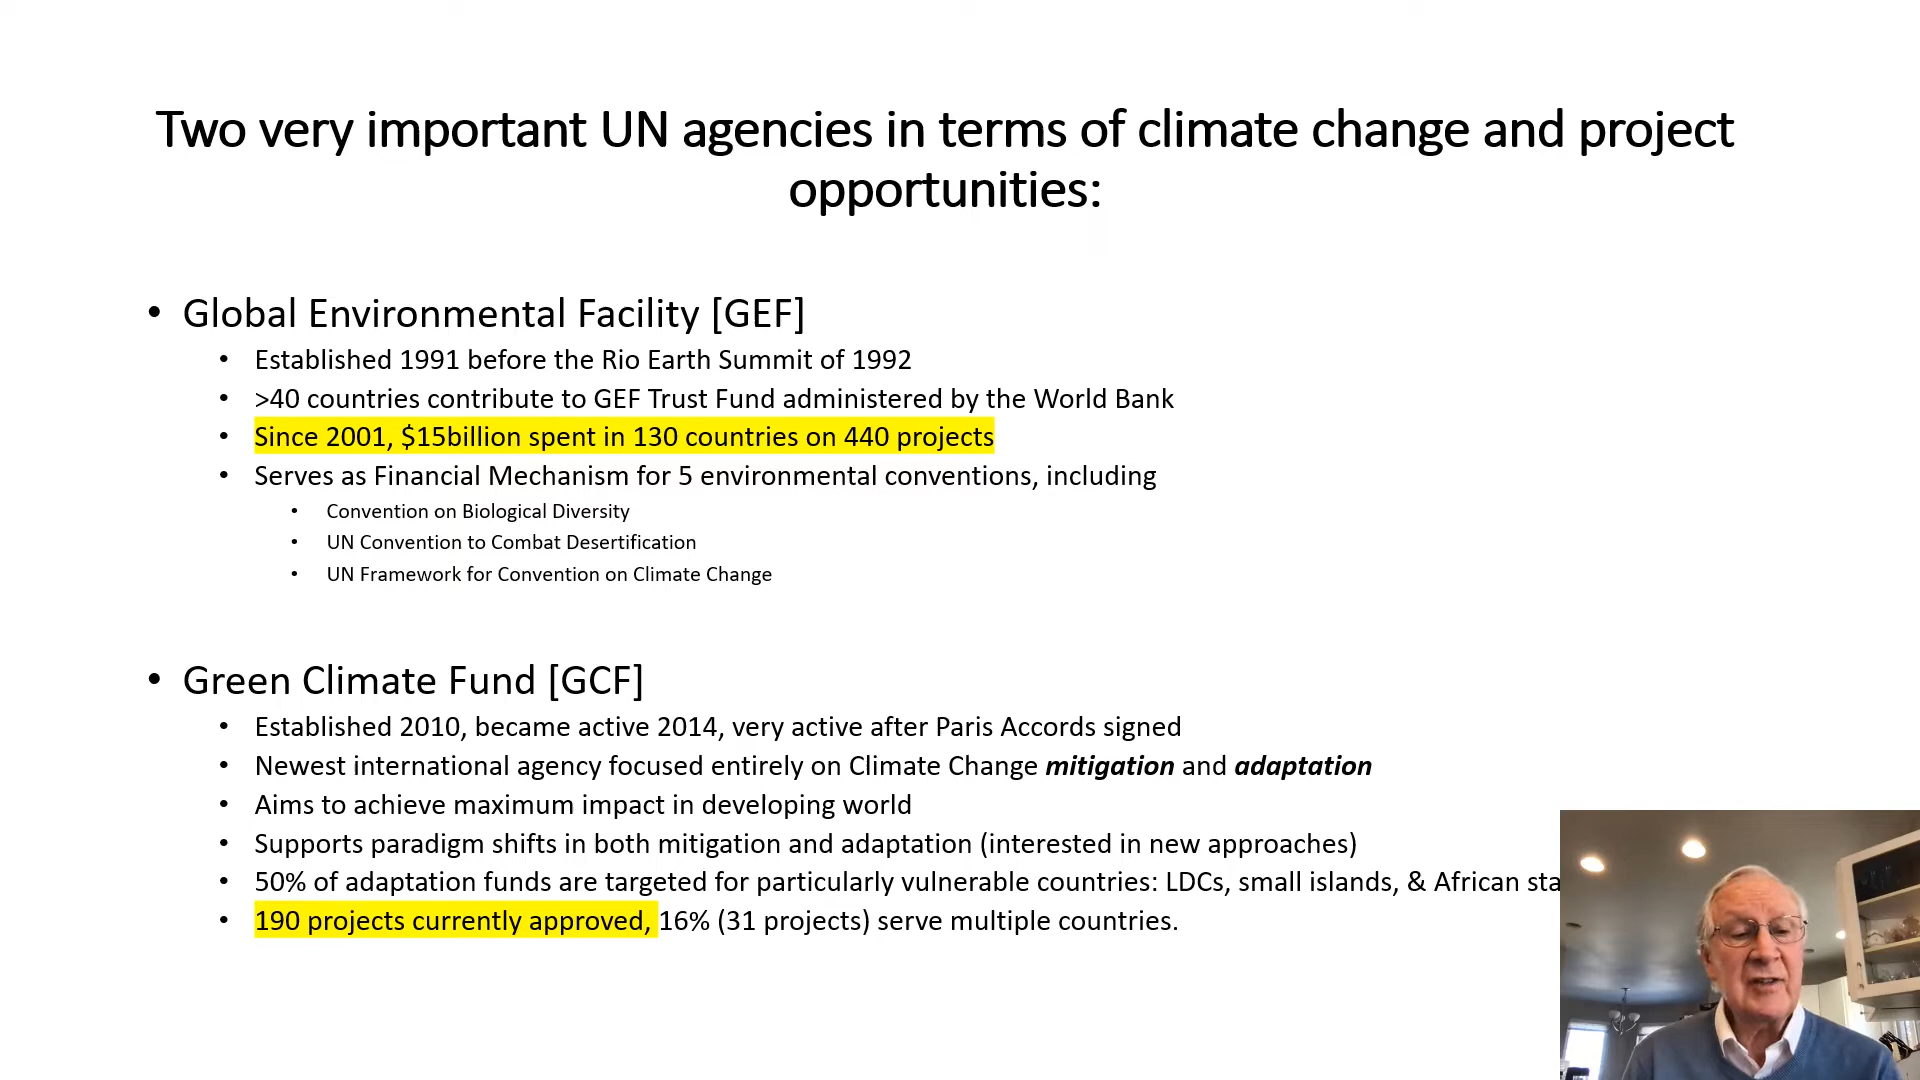 Two very important UN agencies in terms of climate change and project
opportunities:
• Global Environmental Facility [GEF]
• Established 1991 before the Rio Earth Summit of 1992
• >40 countries contribute to GEF Trust Fund administered by the World Bank
• Since 2001, $15billion spent in 130 countries on 440 projects
• Serves as Financial Mechanism for 5 environmental conventions, including
• Convention on Biological Diversity
• UN Convention to Combat Desertification
• UN Framework for Convention on Climate Change
• Green Climate Fund [GCF]
• Established 2010, became active 2014, very active after Paris Accords signed
• Newest international agency focused entirely on Climate Change mitigation and adaptation
• Aims to achieve maximum impact in developing world
• Supports paradigm shifts in both mitigation and adaptation (interested in new approaches)
• 50% of adaptation funds are targeted for particularly vulnerable countries: LDCs, small islands, & African sta
• 190 projects currently approved, 16% (31 projects) serve multiple countries.